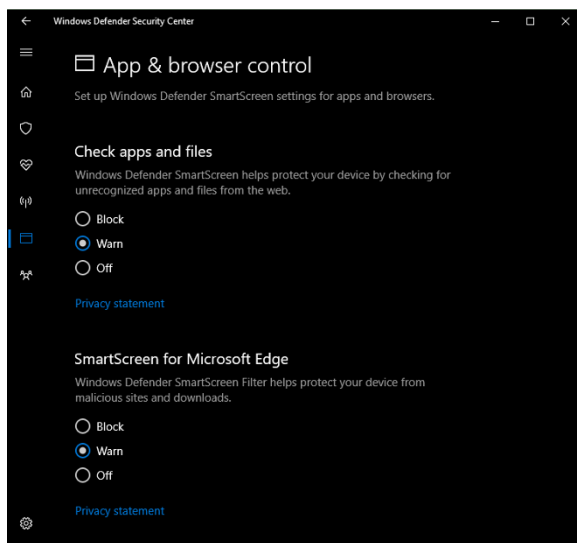 Windows Defender Security Center
App & browser control
Set up Windows Defender SmartScreen settings for apps and browsers.
Check apps and files
Windows Defender SmartScreen helps protect your device by checking for
unrecognized apps and files from the web.
Block
Warn
Off
Privacy statement
SmartScreen for Microsoft Edge
Windows Defender SmartScreen Filter helps protect your device from
malicious sites and downloads.
Block
Warn
Off
Privacy statement